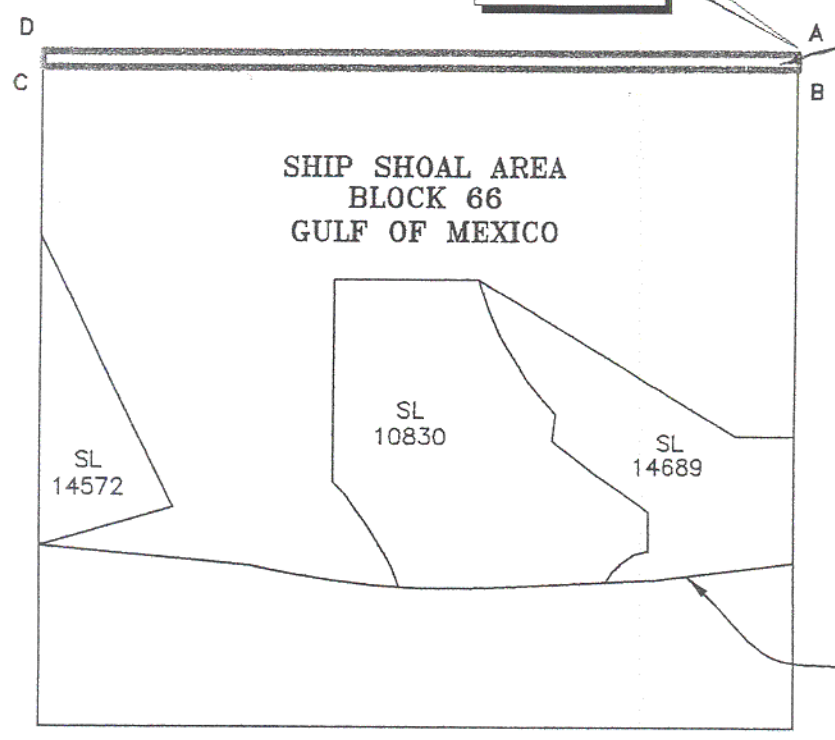 D
A
C
B
SHIP SHOAL AREA
BLOCK 66
GULF OF MEXICO
SL
10830
SL
14689
SL
14572